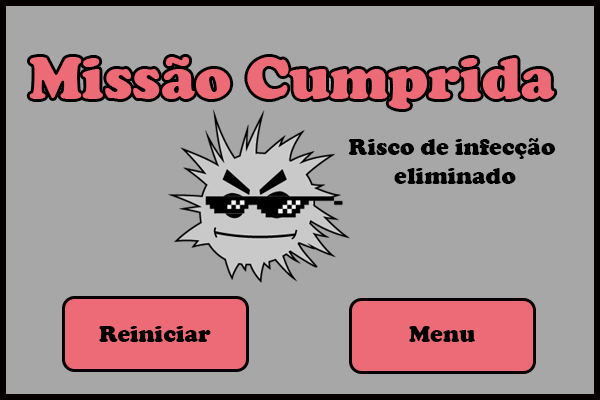 Missão Cumprida
Risco de infecção
eliminado
Reiniciar
Menu